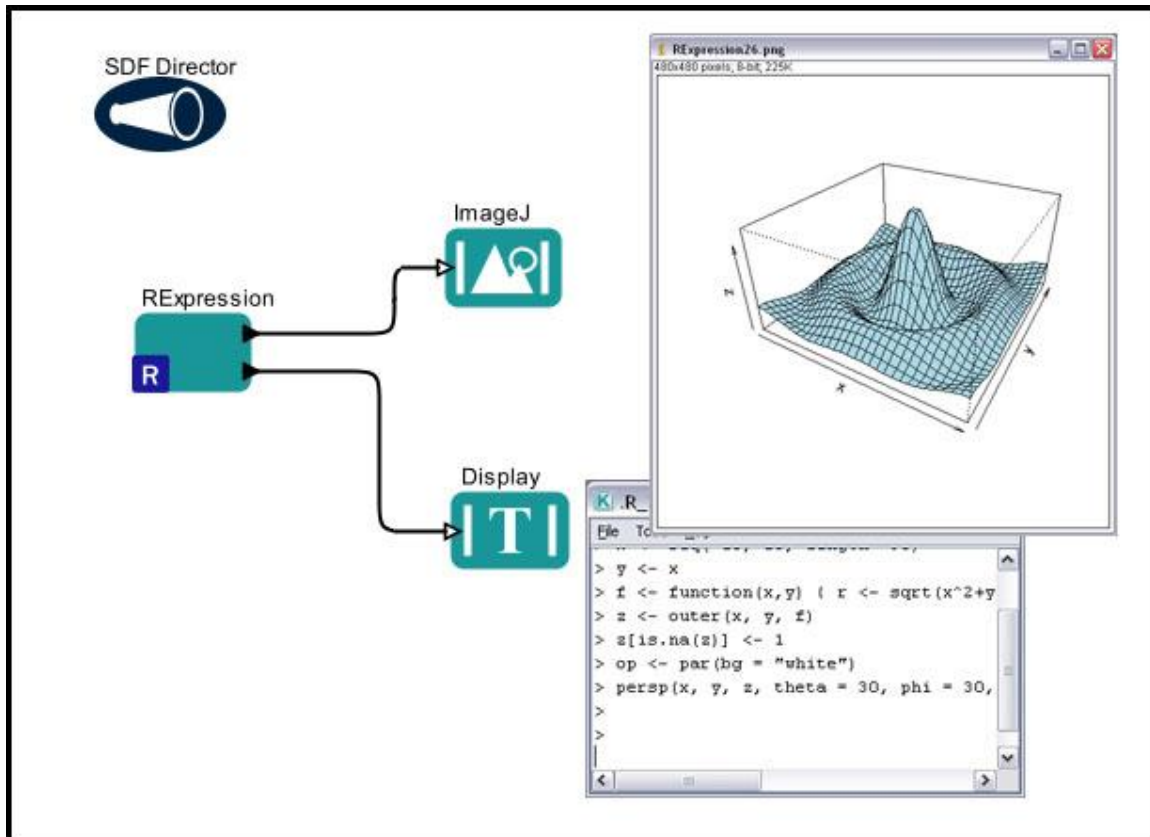 SDF Director
RExpression26.png
480x480 pixels; 8-bit; 225K
ImageJ
RExpression
R
z
x
y
Display
T
K .R_
File
> y <- x
> f <- function(x,y) { r <- sqrt(x^2+y
> z <- outer(x, y, f)
> z[is.na(z)] <- 1
> op <- par(bg = "white")
> persp(x, y, z, theta = 30, phi = 30,
>
>